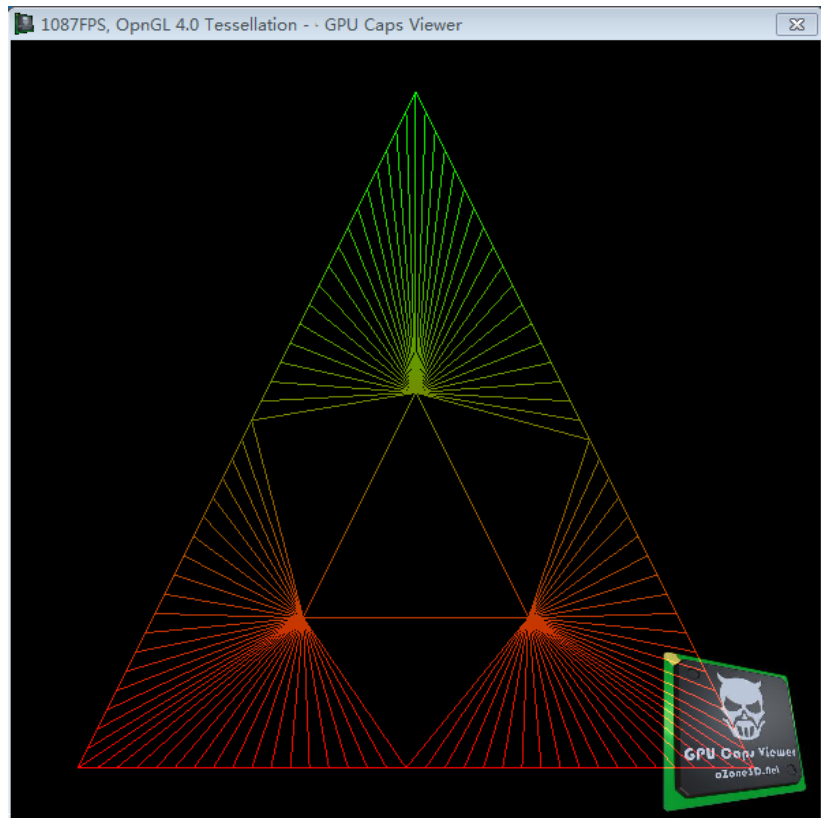 1087FPS, OpnGL 4.0 Tessellation - - GPU Caps Viewer
GPU Caps Viewer
oZone3D.net